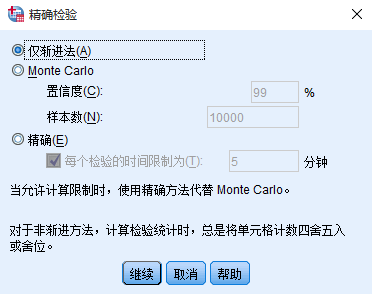 精确检验
仅渐进法(A)
Monte Carlo
置信度(C): 99 %
样本数(N): 10000
精确(E)
每个检验的时间限制为(T): 5 分钟
当允许计算限制时，使用精确方法代替 Monte Carlo。
对于非渐进方法，计算检验统计时，总是将单元格计数四舍五入
或舍位。
继续 取消 帮助